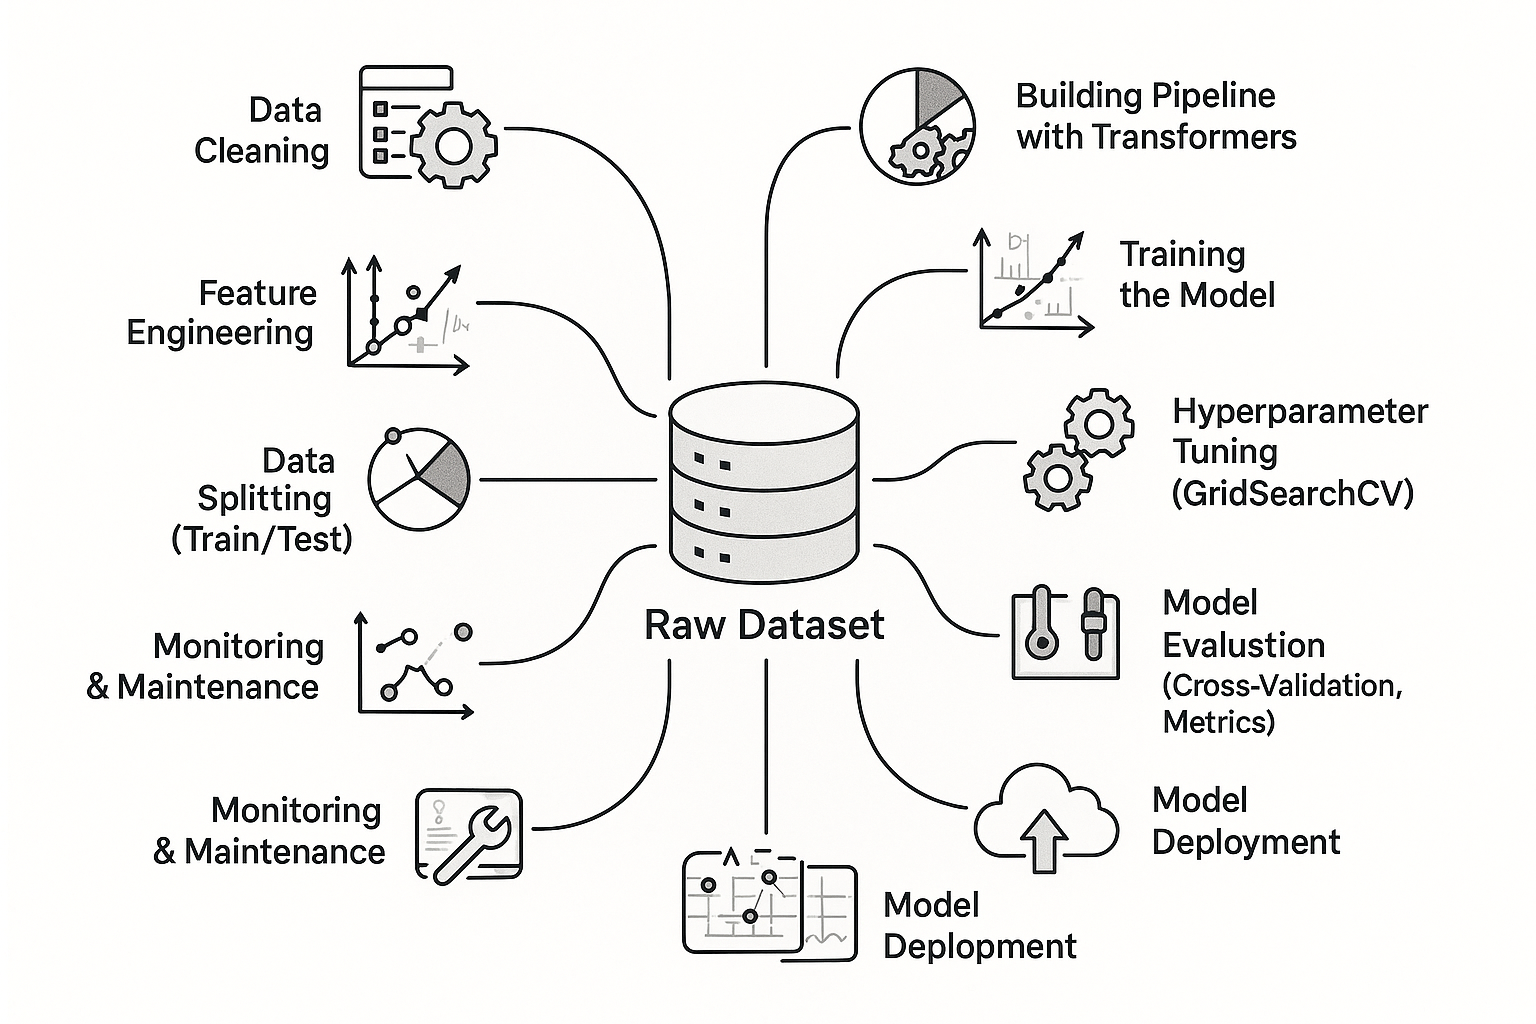 Data
Cleaning
Building Pipeline
with Transformers
Feature
Engineering
Training
the Model
Data
Splitting
(Train/Test)
Hyperparameter
Tuning
(GridSearchCV)
Raw Dataset
Monitoring
& Maintenance
Model
Evalustion
(Cross-Validation,
Metrics)
Monitoring
& Maintenance
Model
Deployment
Model
Deplopment